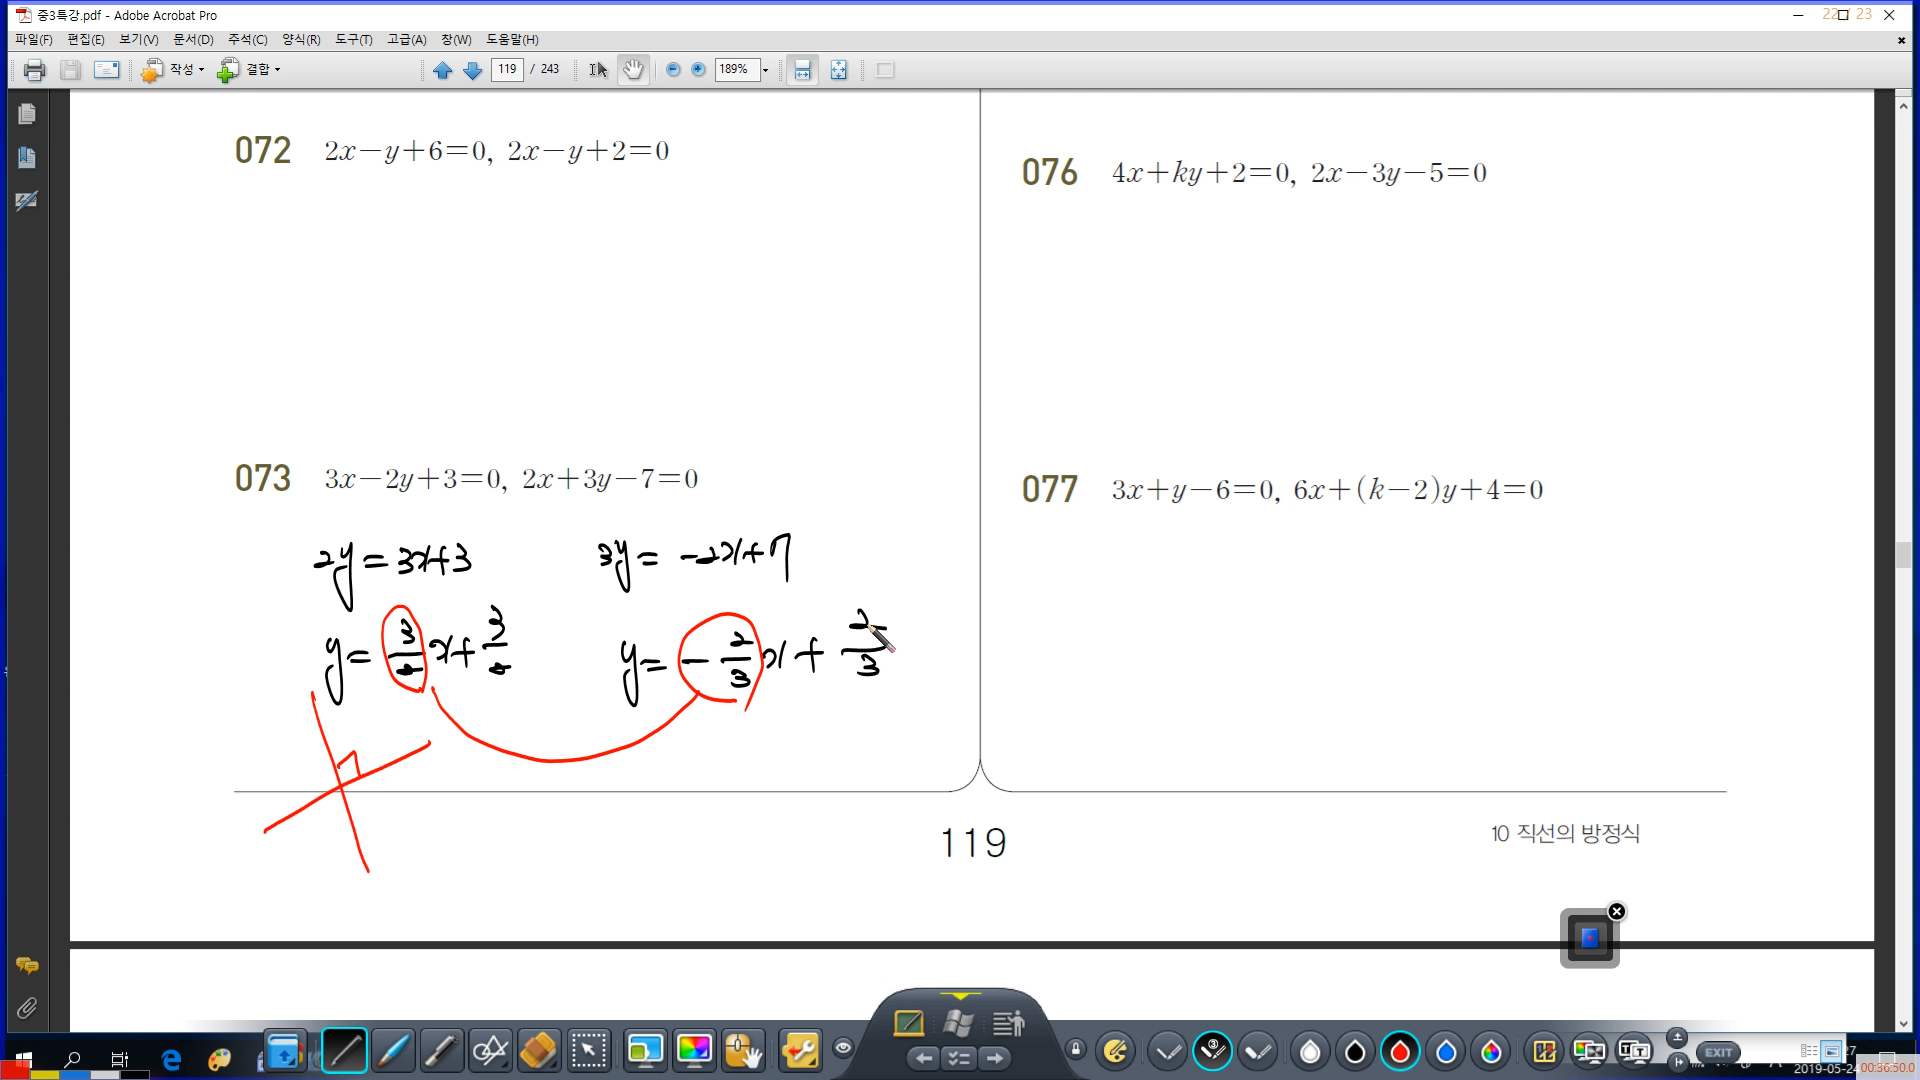 중3특강.pdf - Adobe Acrobat Pro
22 / 23
파일(F) 편집(E) 보기(V) 문서(D) 주석(C) 양식(R) 도구(T) 고급(A) 창(W) 도움말(H)
작성 결합 119 / 243 189%
072 2x-y+6=0, 2x-y+2=0
076 4x+ky+2=0, 2x-3y-5=0
073 3x-2y+3=0, 2x+3y-7=0
077 3x+y-6=0, 6x+(k-2)y+4=0
2y=3x+3
3y= -2x+7
y= 3/2 x+ 3/2
y= - 2/3 x+ 2/3
119
10 직선의 방정식
EXIT
2019-05-24
00:36:50.0